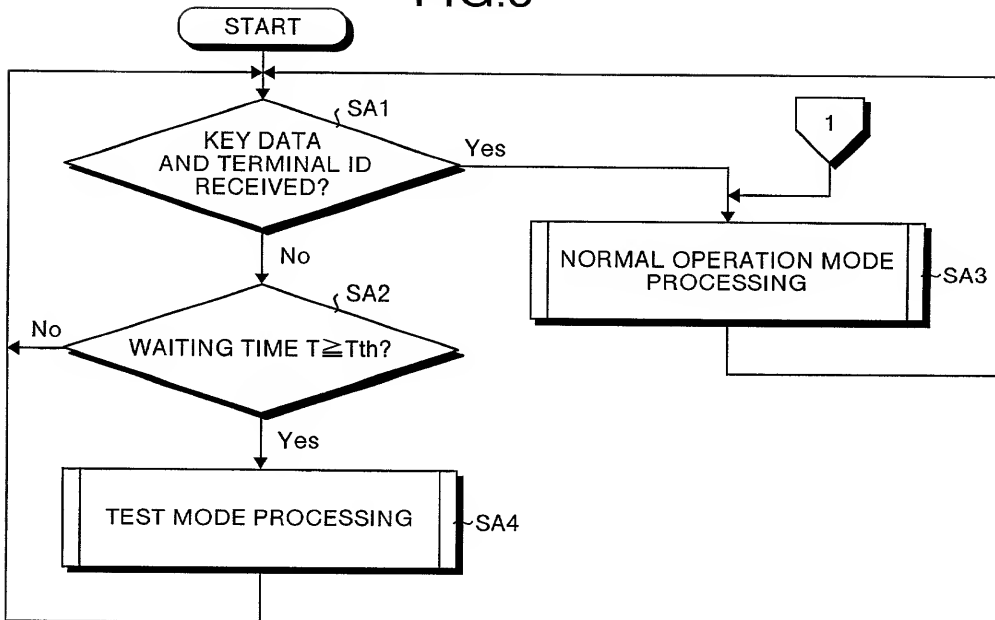 START
SA1
KEY DATA
AND TERMINAL ID
RECEIVED?
Yes
1
No
NORMAL OPERATION MODE
PROCESSING
SA3
SA2
No
WAITING TIME T≧Tth?
Yes
TEST MODE PROCESSING
SA4